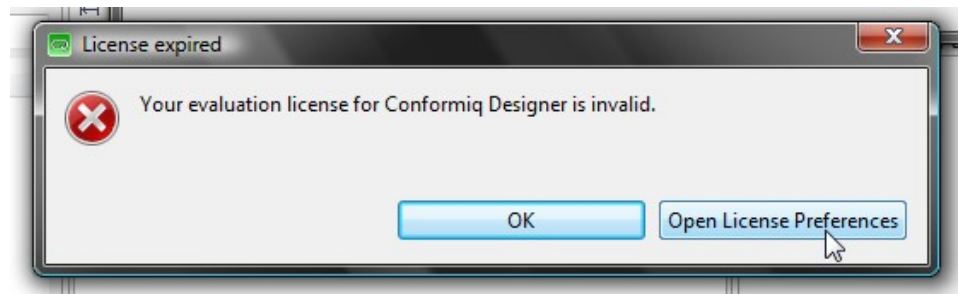 License expired
Your evaluation license for Conformiq Designer is invalid.
OK
Open License Preferences